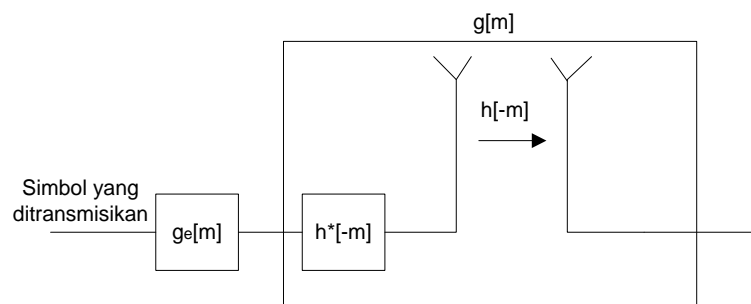 g[m]
h[-m]
Simbol yang
ditransmisikan
ge[m]
h*[-m]